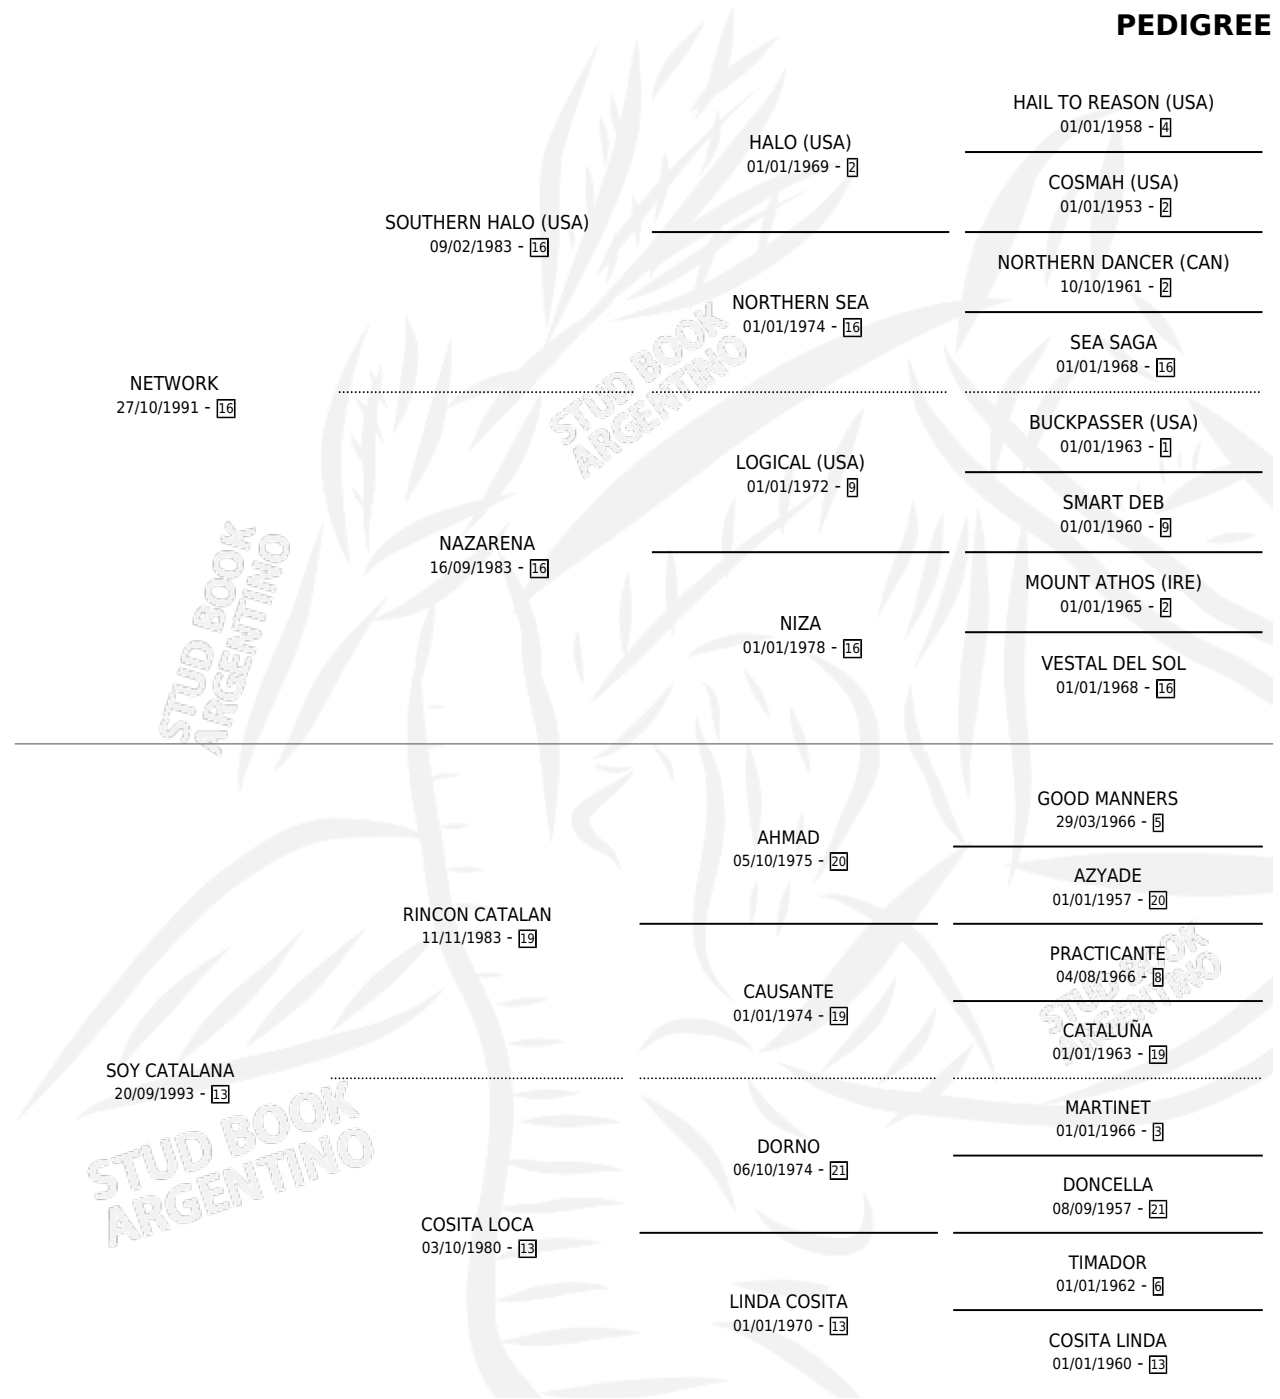 PEDIGREE
HAIL TO REASON (USA)
01/01/1958 - 4
HALO (USA)
01/01/1969 - 2
COSMAH (USA)
01/01/1953 - 2
SOUTHERN HALO (USA)
09/02/1983 - 16
NORTHERN DANCER (CAN)
10/10/1961 - 2
NORTHERN SEA
01/01/1974 - 16
SEA SAGA
01/01/1968 - 16
NETWORK
27/10/1991 - 16
BUCKPASSER (USA)
01/01/1963 - 1
LOGICAL (USA)
01/01/1972 - 9
SMART DEB
01/01/1960 - 9
NAZARENA
16/09/1983 - 16
MOUNT ATHOS (IRE)
01/01/1965 - 2
NIZA
01/01/1978 - 16
VESTAL DEL SOL
01/01/1968 - 16
GOOD MANNERS
29/03/1966 - 5
AHMAD
05/10/1975 - 20
AZYADE
01/01/1957 - 20
RINCON CATALAN
11/11/1983 - 19
PRACTICANTE
04/08/1966 - 8
CAUSANTE
01/01/1974 - 19
CATALUÑA
01/01/1963 - 19
SOY CATALANA
20/09/1993 - 13
MARTINET
01/01/1966 - 3
DORNO
06/10/1974 - 21
DONCELLA
08/09/1957 - 21
COSITA LOCA
03/10/1980 - 13
TIMADOR
01/01/1962 - 6
LINDA COSITA
01/01/1970 - 13
COSITA LINDA
01/01/1960 - 13
STUD BOOK
ARGENTINO
STUD BOOK
ARGENTINO
STUD BOOK
ARGENTINO
STUD BOOK
ARGENTINO